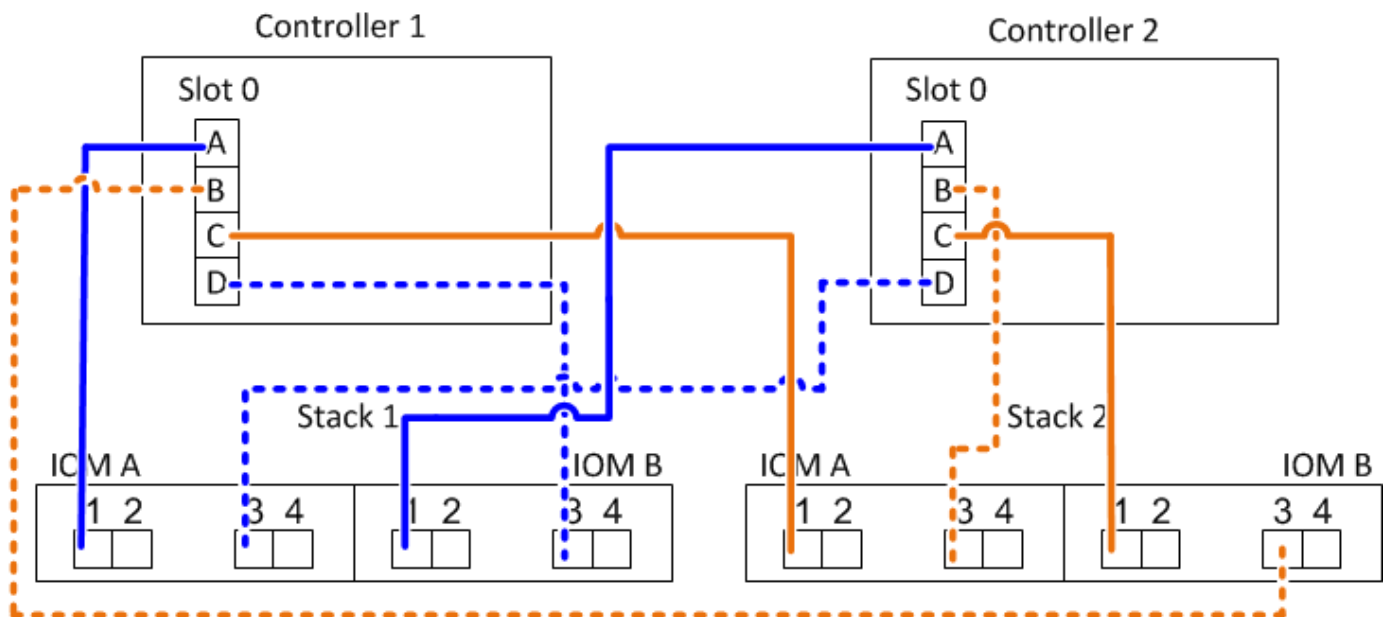 Controller 1
Controller 2
Slot 0
Slot 0
A
A
B
B
C
C
D
D
Stack 1
Stack 2
IOM A
IOM B
IOM A
IOM B
1 2
3 4
1 2
3 4
1 2
3 4
1 2
3 4